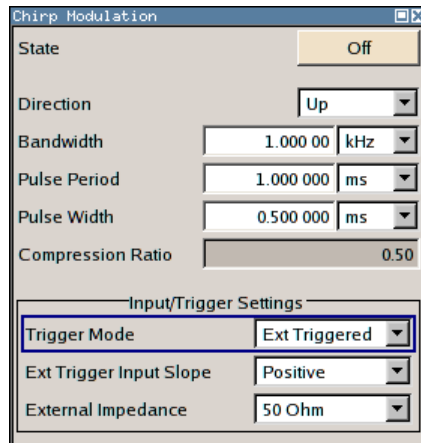 Chirp Modulation
State Off
Direction Up
Bandwidth 1.000 00 kHz
Pulse Period 1.000 000 ms
Pulse Width 0.500 000 ms
Compression Ratio 0.50
Input/Trigger Settings
Trigger Mode Ext Triggered
Ext Trigger Input Slope Positive
External Impedance 50 Ohm